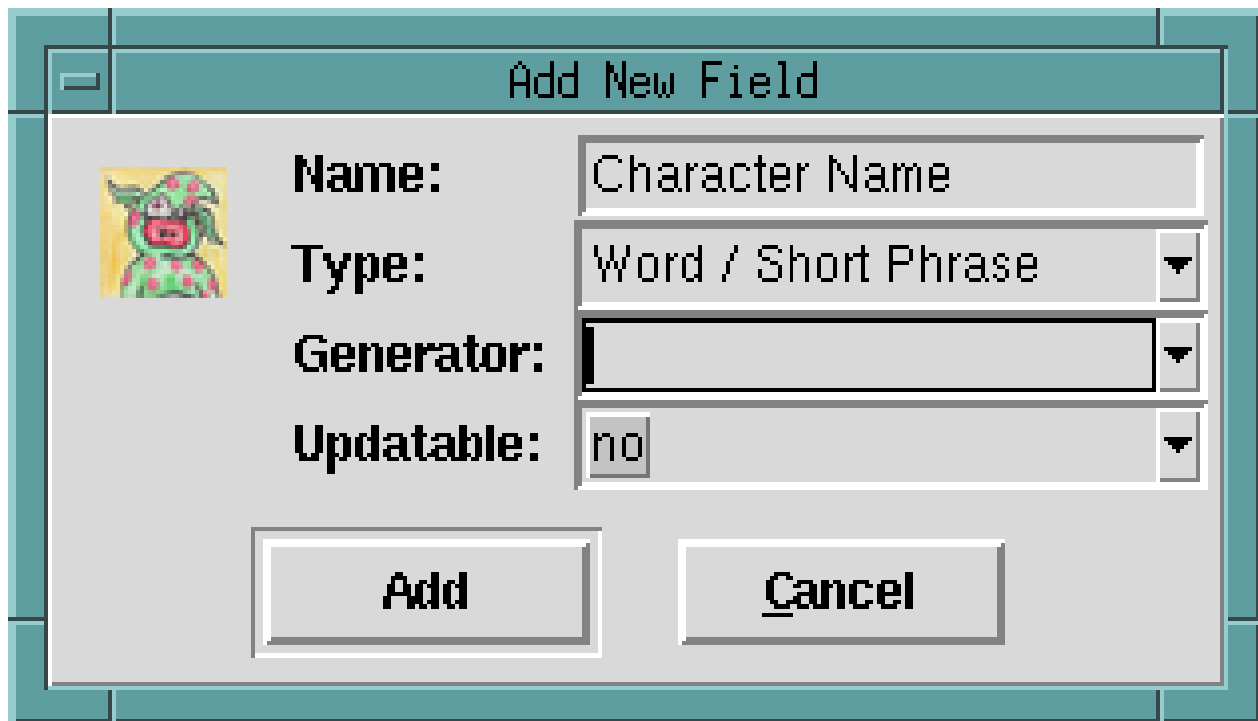 Add New Field
Name: Character Name
Type: Word / Short Phrase
Generator:
Updatable: no
Add Cancel